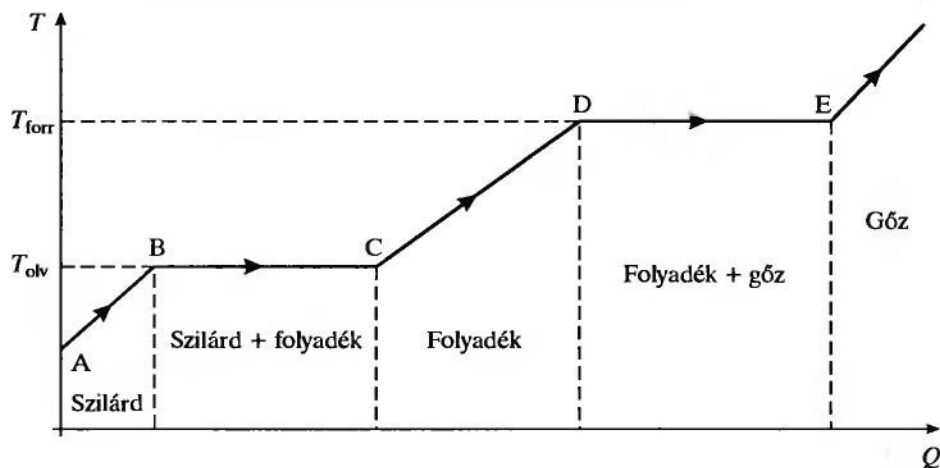 T
D
E
T_forr
Gőz
B
C
T_olv
Folyadék + gőz
Szilárd + folyadék
Folyadék
A
Szilárd
Q